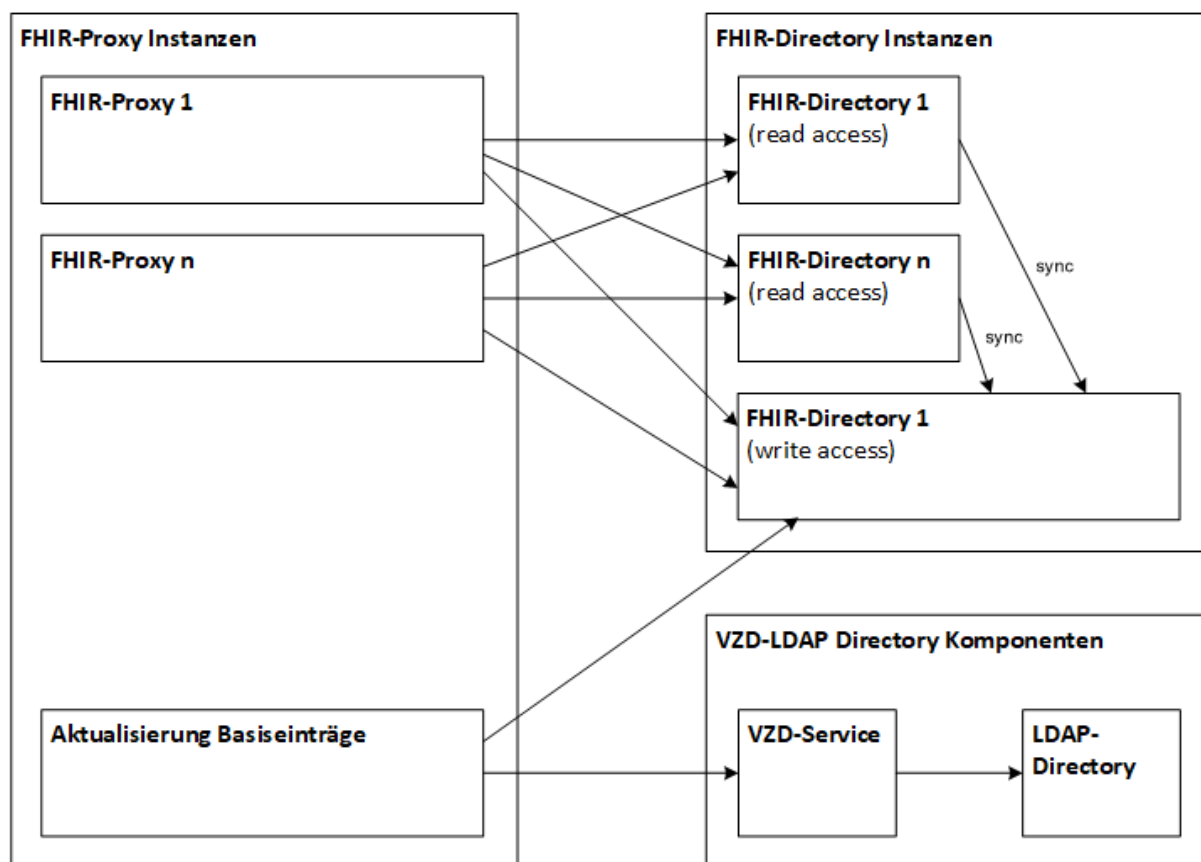 FHIR-Proxy Instanzen
FHIR-Proxy 1
FHIR-Proxy n
Aktualisierung Basiseinträge
FHIR-Directory Instanzen
FHIR-Directory 1
(read access)
FHIR-Directory n
(read access)
sync
sync
FHIR-Directory 1
(write access)
VZD-LDAP Directory Komponenten
VZD-Service
LDAP-
Directory